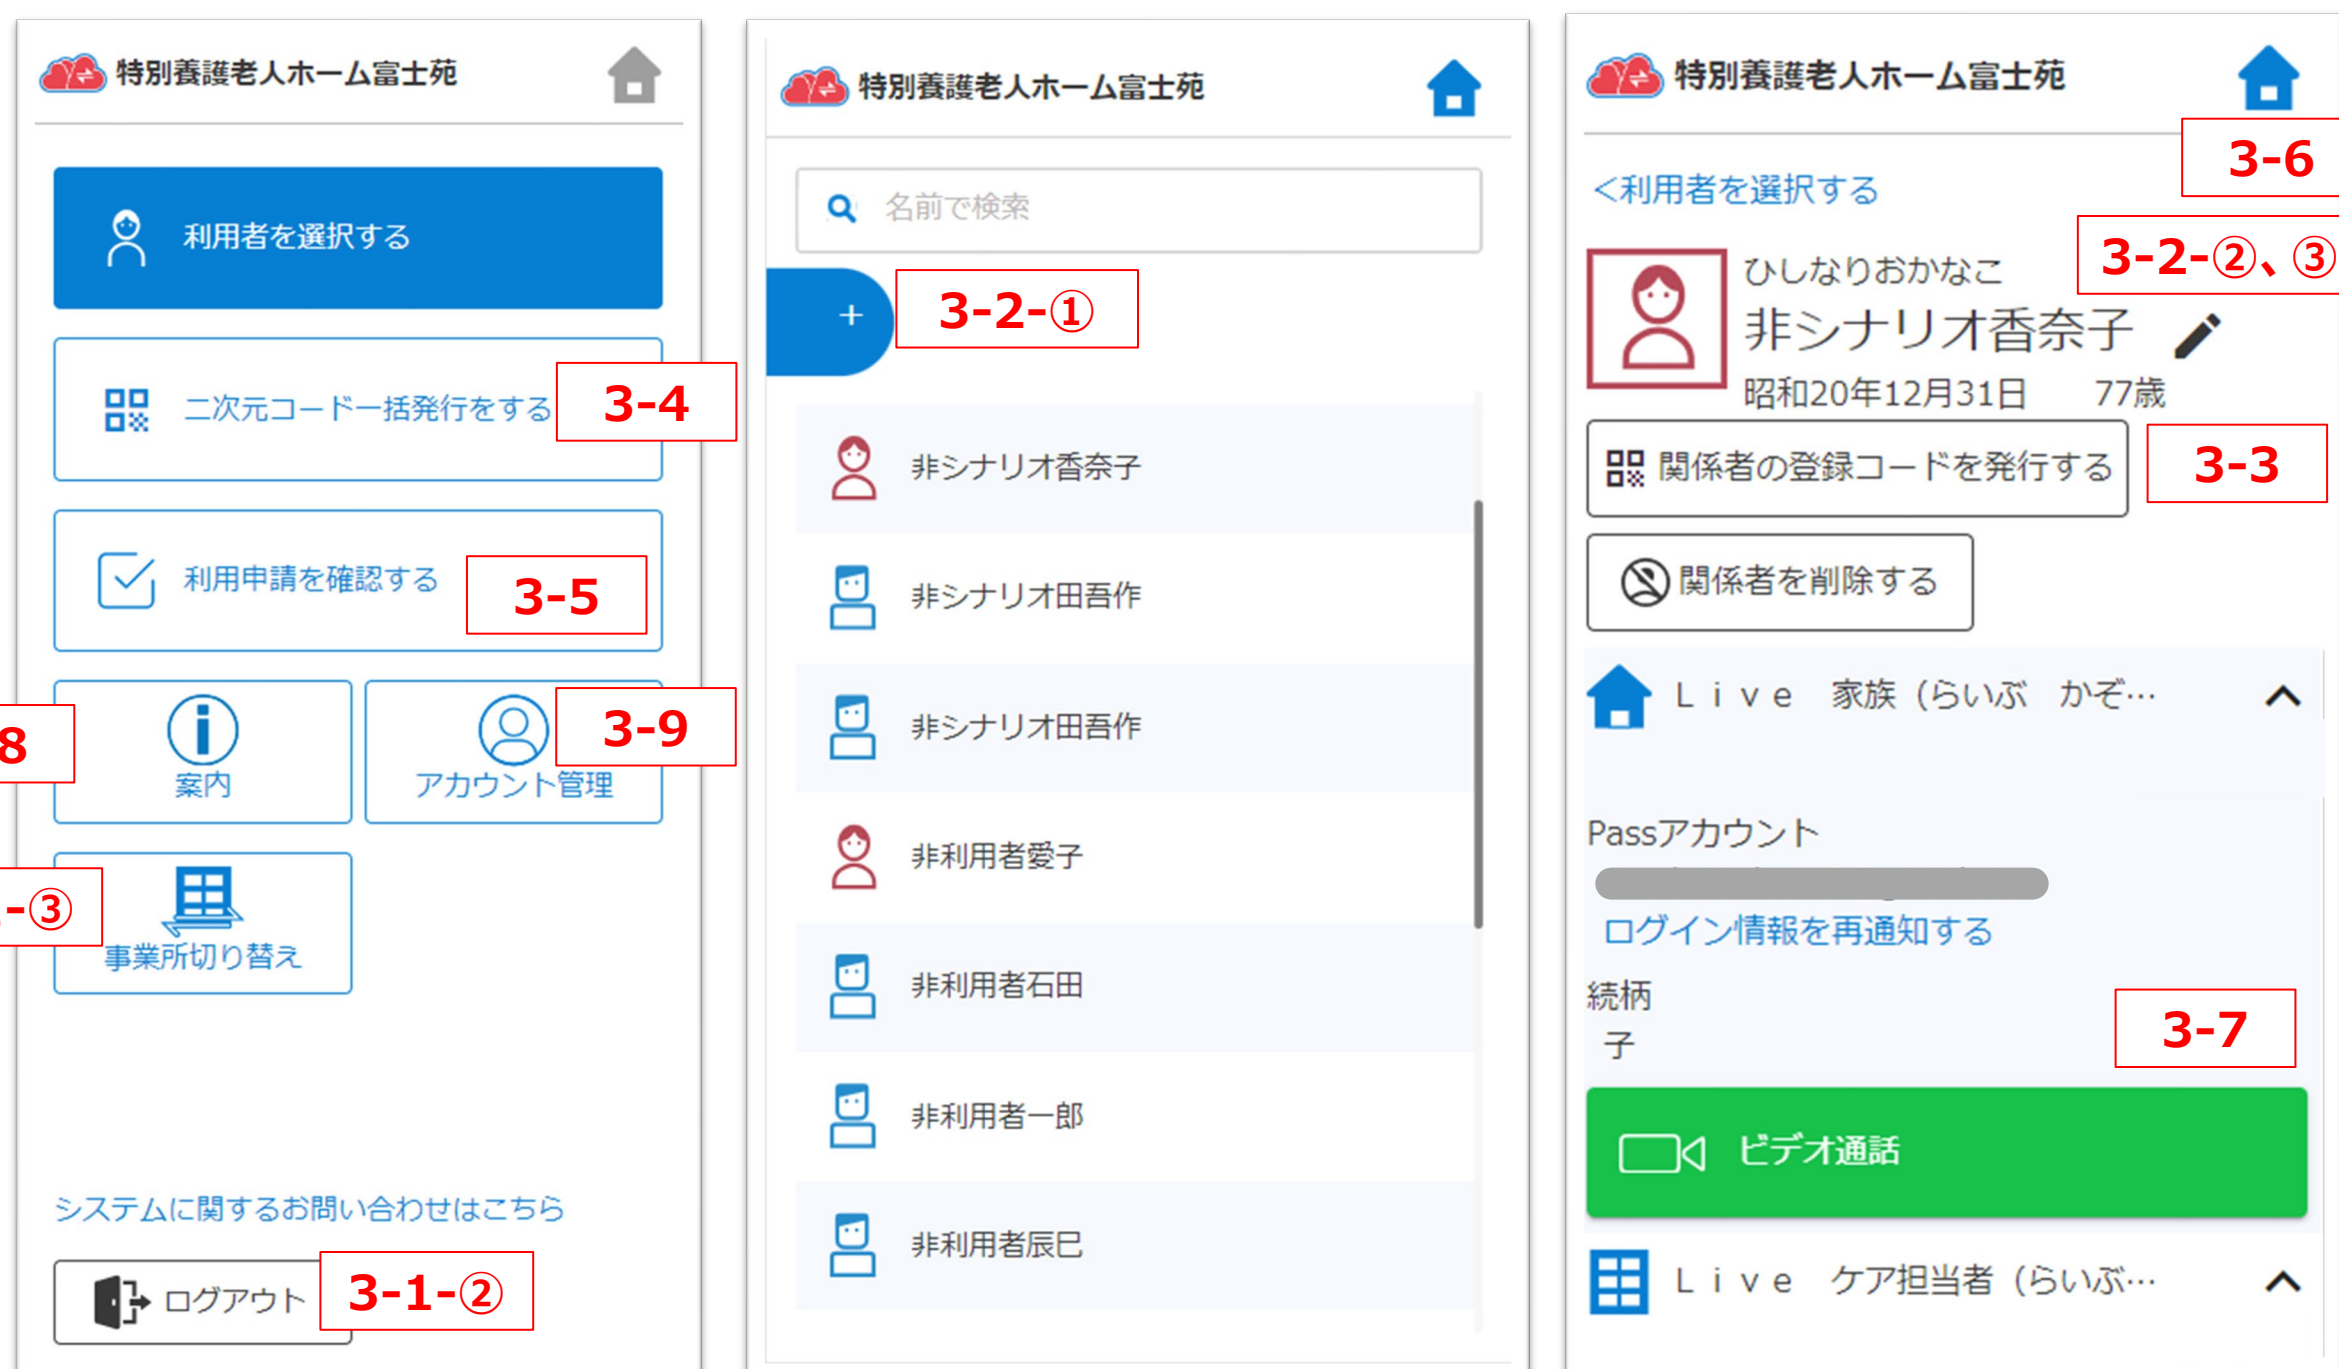 特別養護老人ホーム富士苑
利用者を選択する
二次元コード一括発行をする
3-4
利用申請を確認する
3-5
8
案内
アカウント管理
3-9
-③
事業所切り替え
システムに関するお問い合わせはこちら
ログアウト
3-1-②
特別養護老人ホーム富士苑
名前で検索
+
3-2-①
非シナリオ香奈子
非シナリオ田吾作
非シナリオ田吾作
非利用者愛子
非利用者石田
非利用者一郎
非利用者辰巳
特別養護老人ホーム富士苑
3-6
<利用者を選択する
3-2-②、③
ひしなりおかなこ
非シナリオ香奈子
昭和20年12月31日 77歳
関係者の登録コードを発行する
3-3
関係者を削除する
Ｌｉｖｅ　家族（らいぶ　かぞ…
Passアカウント
ログイン情報を再通知する
続柄
子
3-7
ビデオ通話
Ｌｉｖｅ　ケア担当者（らいぶ…